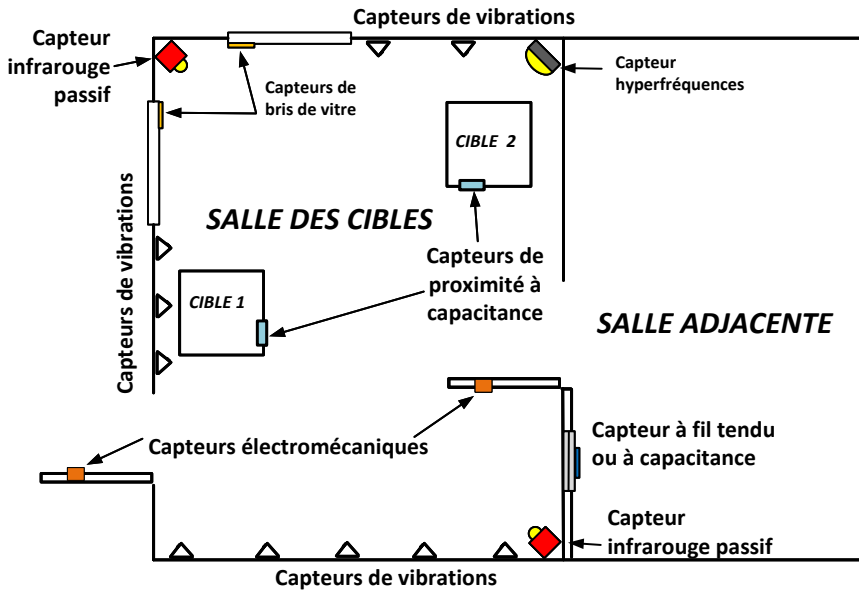 Capteurs de vibrations
Capteur
infrarouge
passif
Capteurs de
bris de vitre
Capteur
hyperfréquences
CIBLE 2
Capteurs de vibrations
SALLE DES CIBLES
Capteurs de
proximité à
capacitance
CIBLE 1
SALLE ADJACENTE
Capteurs électromécaniques
Capteur à fil tendu
ou à capacitance
Capteur
infrarouge passif
Capteurs de vibrations